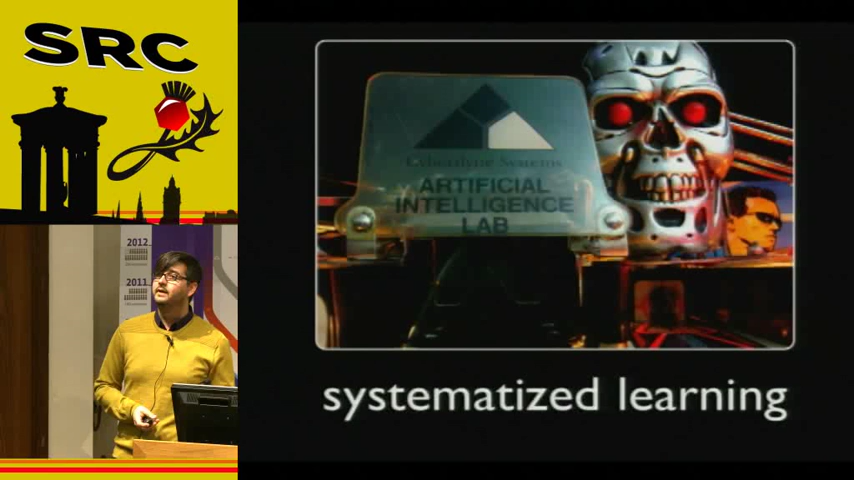 SRC
2012
2011
Cyberdyne Systems
ARTIFICIAL
INTELLIGENCE
LAB
systematized learning